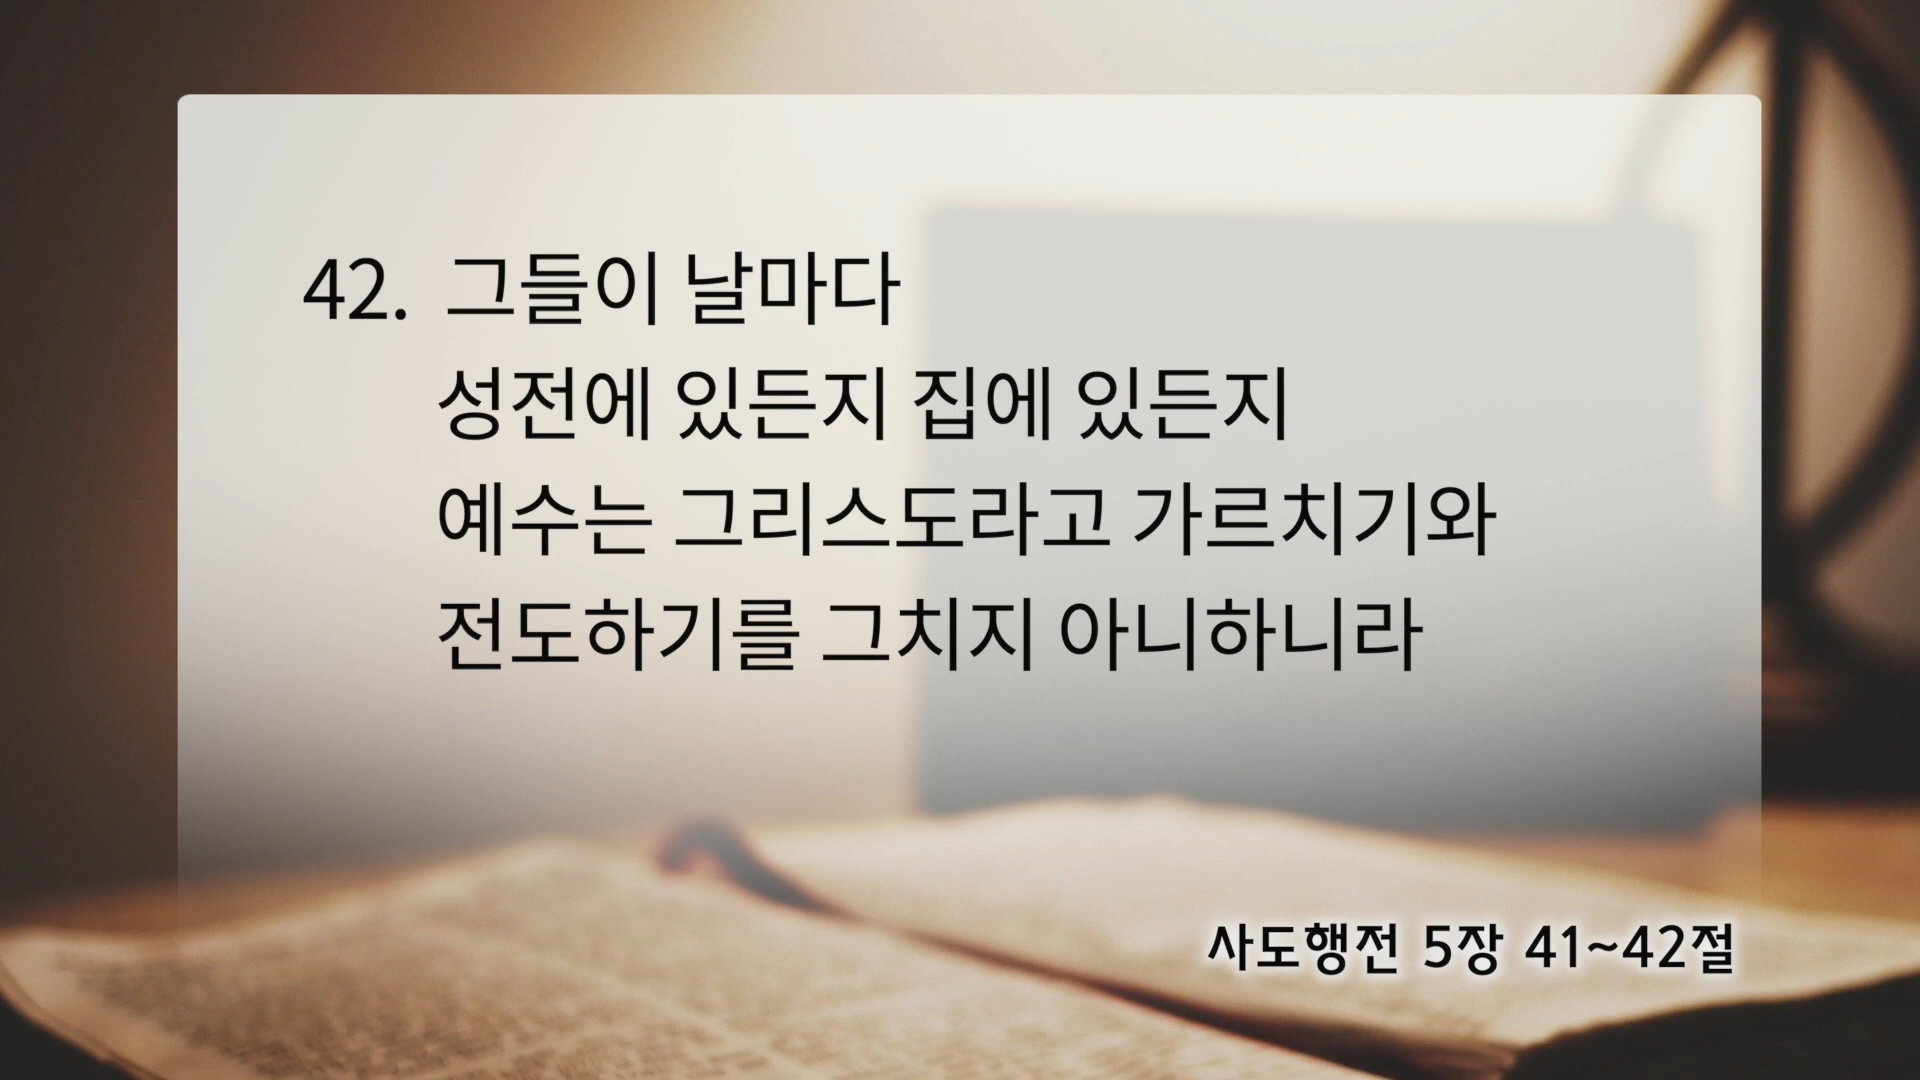 42. 그들이 날마다
성전에 있든지 집에 있든지
예수는 그리스도라고 가르치기와
전도하기를 그치지 아니하니라
사도행전 5장 41~42절